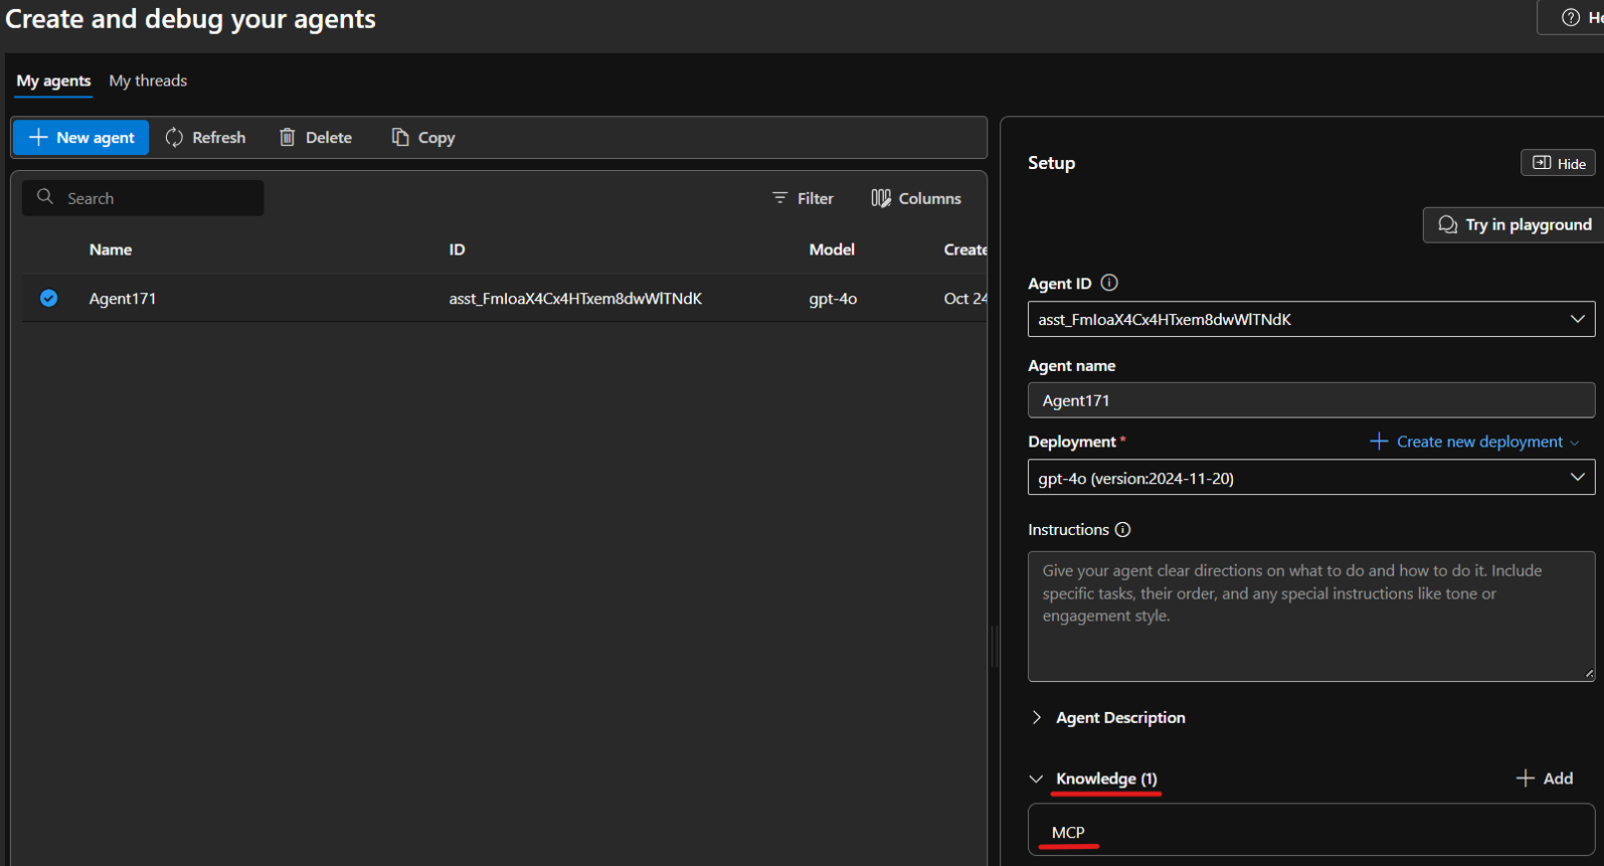 Create and debug your agents
My agents My threads
New agent Refresh Delete Copy
Search Filter Columns
Name ID Model
Agent171 asst_FmIoaX4Cx4HTxem8dwWlTNdK gpt-4o Oct 24
Setup Hide
Try in playground
Agent ID
asst_FmIoaX4Cx4HTxem8dwWlTNdK
Agent name
Agent171
Deployment * Create new deployment
gpt-4o (version:2024-11-20)
Instructions
Give your agent clear directions on what to do and how to do it. Include
specific tasks, their order, and any special instructions like tone or
engagement style.
Agent Description
Knowledge (1) Add
MCP